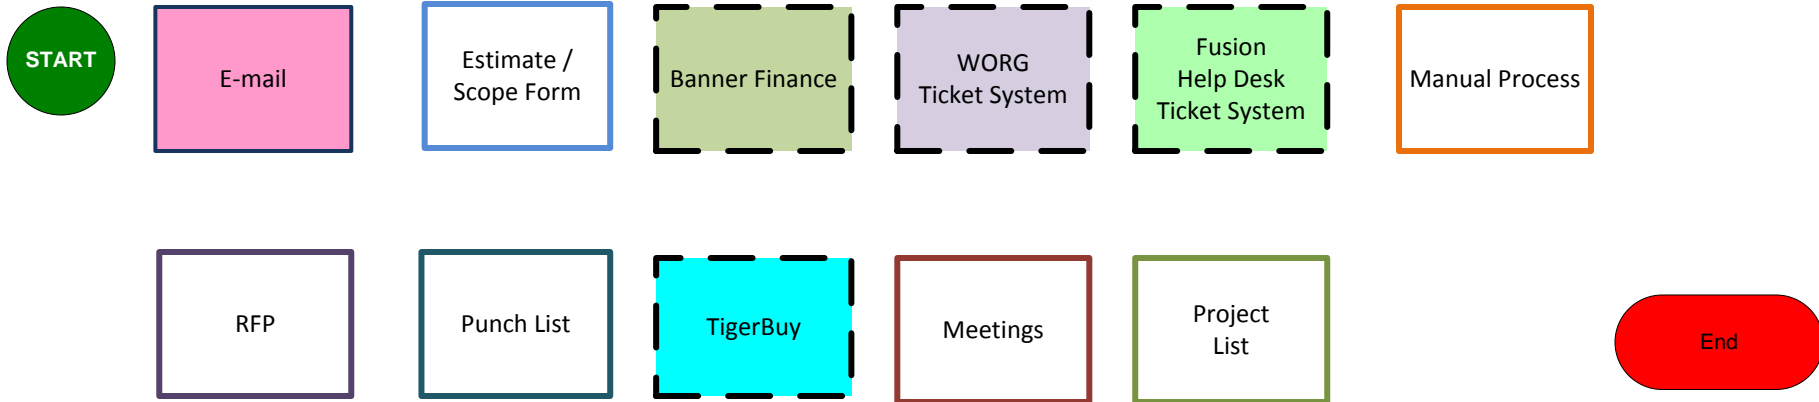 START
E-mail
Estimate /
Scope Form
Banner Finance
WORG
Ticket System
Fusion
Help Desk
Ticket System
Manual Process
RFP
Punch List
TigerBuy
Meetings
Project
List
End